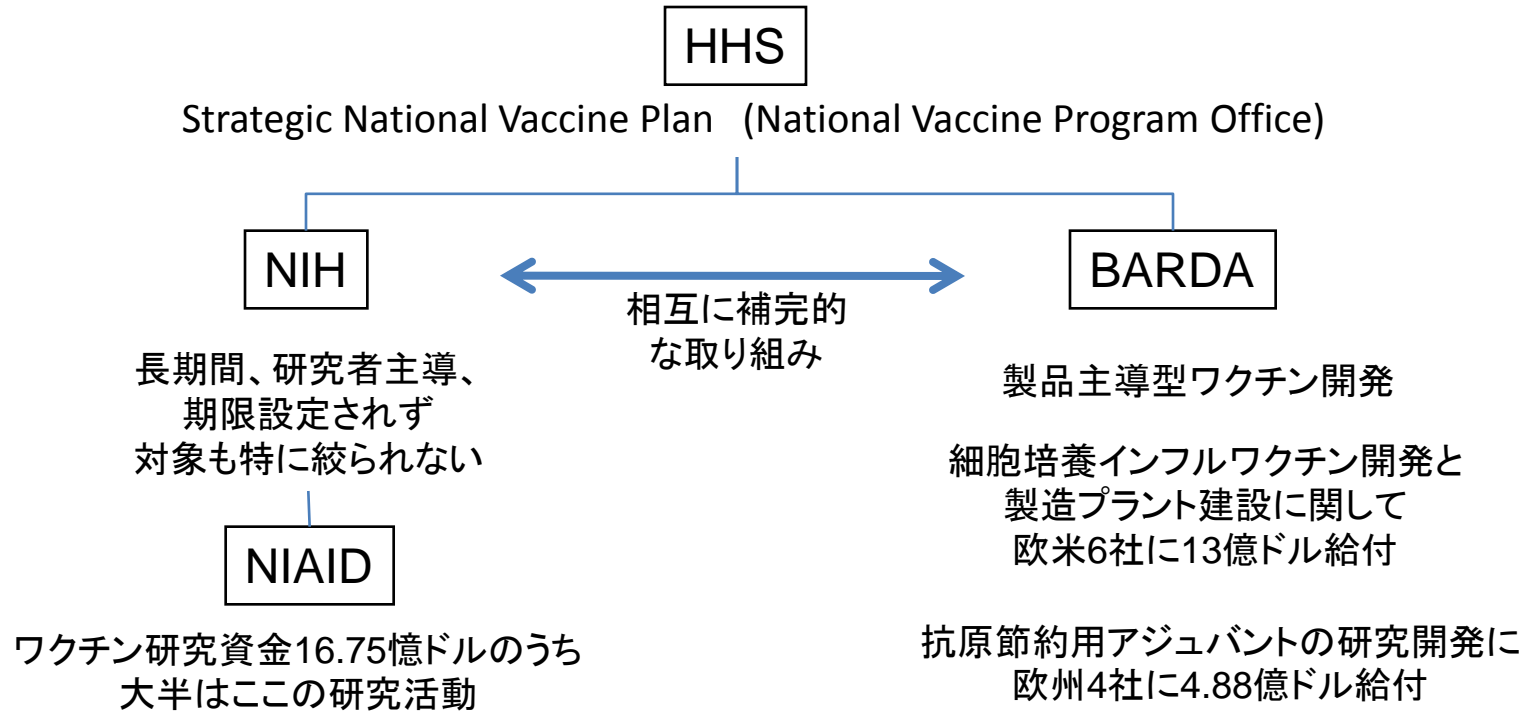 HHS
Strategic National Vaccine Plan (National Vaccine Program Office)
NIH
BARDA
相互に補完的
な取り組み
長期間、研究者主導、
期限設定されず
対象も特に絞られない
NIAID
ワクチン研究資金16.75憶ドルのうち
大半はここの研究活動
製品主導型ワクチン開発
細胞培養インフルワクチン開発と
製造プラント建設に関して
欧米6社に13億ドル給付
抗原節約用アジュバントの研究開発に
欧州4社に4.88億ドル給付